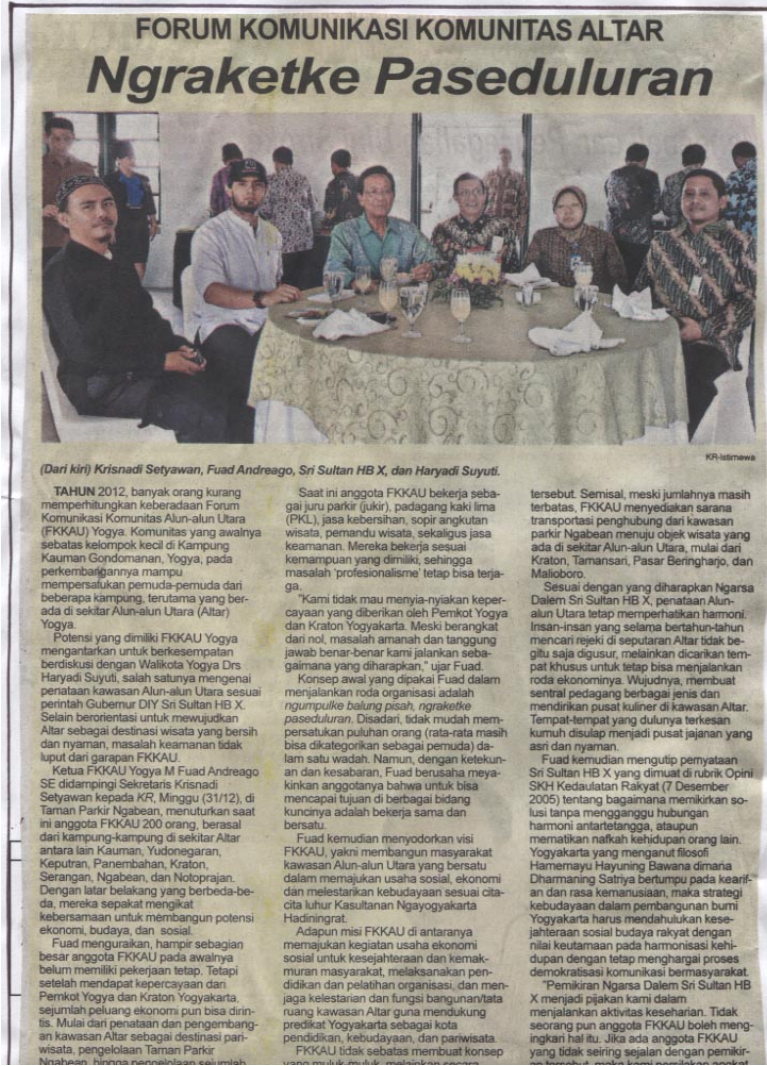 FORUM KOMUNIKASI KOMUNITAS ALTAR
Ngraketke Paseduluran
KR-Istimewa
(Dari kiri) Krisnadi Setyawan, Fuad Andreago, Sri Sultan HB X, dan Haryadi Suyuti.
TAHUN 2012, banyak orang kurang
memperhitungkan keberadaan Forum
Komunikasi Komunitas Alun-alun Utara
(FKKAU) Yogya. Komunitas yang awalnya
sebatas kelompok kecil di Kampung
Kauman Gondomanan, Yogya, pada
perkembangannya mampu
mempersatukan pemuda-pemuda dari
beberapa kampung, terutama yang ber-
ada di sekitar Alun-alun Utara (Altar)
Yogya.
Potensi yang dimiliki FKKAU Yogya
mengantarkan untuk berkesempatan
berdiskusi dengan Walikota Yogya Drs
Haryadi Suyuti, salah satunya mengenai
penataan kawasan Alun-alun Utara sesuai
perintah Gubernur DIY Sri Sultan HB X.
Selain berorientasi untuk mewujudkan
Altar sebagai destinasi wisata yang bersih
dan nyaman, masalah keamanan tidak
luput dari garapan FKKAU.
Ketua FKKAU Yogya M Fuad Andreago
SE didampingi Sekretaris Krisnadi
Setyawan kepada KR, Minggu (31/12), di
Taman Parkir Ngabean, menuturkan saat
ini anggota FKKAU 200 orang, berasal
dari kampung-kampung di sekitar Altar
antara lain Kauman, Yudonegaran,
Keputran, Panembahan, Kraton,
Serangan, Ngabean, dan Notoprajan.
Dengan latar belakang yang berbeda-be-
da, mereka sepakat mengikat
kebersamaan untuk membangun potensi
ekonomi, budaya, dan sosial.
Fuad menguraikan, hampir sebagian
besar anggota FKKAU pada awalnya
belum memiliki pekerjaan tetap. Tetapi
setelah mendapat kepercayaan dari
Pemkot Yogya dan Kraton Yogyakarta,
sejumlah peluang ekonomi pun bisa dirin-
tis. Mulai dari penataan dan pengembang-
an kawasan Altar sebagai destinasi pari-
wisata, pengelolaan Taman Parkir
Ngabean, hingga pengelolaan sejumlah
Saat ini anggota FKKAU bekerja seba-
gai juru parkir (jukir), padagang kaki lima
(PKL), jasa kebersihan, sopir angkutan
wisata, pemandu wisata, sekaligus jasa
keamanan. Mereka bekerja sesuai
kemampuan yang dimiliki, sehingga
masalah 'profesionalisme' tetap bisa terja-
ga.
"Kami tidak mau menyia-nyiakan keper-
cayaan yang diberikan oleh Pemkot Yogya
dan Kraton Yogyakarta. Meski berangkat
dari nol, masalah amanah dan tanggung
jawab benar-benar kami jalankan seba-
gaimana yang diharapkan," ujar Fuad.
Konsep awal yang dipakai Fuad dalam
menjalankan roda organisasi adalah
ngumpulke balung pisah, ngraketke
paseduluran. Disadari, tidak mudah mem-
persatukan puluhan orang (rata-rata masih
bisa dikategorikan sebagai pemuda) da-
lam satu wadah. Namun, dengan ketekun-
an dan kesabaran, Fuad berusaha meya-
kinkan anggotanya bahwa untuk bisa
mencapai tujuan di berbagai bidang
kuncinya adalah bekerja sama dan
bersatu.
Fuad kemudian menyodorkan visi
FKKAU, yakni membangun masyarakat
kawasan Alun-alun Utara yang bersatu
dalam memajukan usaha sosial, ekonomi
dan melestarikan kebudayaan sesuai cita-
cita luhur Kasultanan Ngayogyakarta
Hadiningrat.
Adapun misi FKKAU di antaranya
memajukan kegiatan usaha ekonomi
sosial untuk kesejahteraan dan kemak-
muran masyarakat, melaksanakan pen-
didikan dan pelatihan organisasi, dan men-
jaga kelestarian dan fungsi bangunan/tata
ruang kawasan Altar guna mendukung
predikat Yogyakarta sebagai kota
pendidikan, kebudayaan, dan pariwisata.
FKKAU tidak sebatas membuat konsep
yang muluk-muluk, melainkan secara
tersebut. Semisal, meski jumlahnya masih
terbatas, FKKAU menyediakan sarana
transportasi penghubung dari kawasan
parkir Ngabean menuju objek wisata yang
ada di sekitar Alun-alun Utara, mulai dari
Kraton, Tamansari, Pasar Beringharjo, dan
Malioboro.
Sesuai dengan yang diharapkan Ngarsa
Dalem Sri Sultan HB X, penataan Alun-
alun Utara tetap memperhatikan harmoni.
Insan-insan yang selama bertahun-tahun
mencari rejeki di seputaran Altar tidak be-
gitu saja digusur, melainkan dicarikan tem-
pat khusus untuk tetap bisa menjalankan
roda ekonominya. Wujudnya, membuat
sentral pedagang berbagai jenis dan
mendirikan pusat kuliner di kawasan Altar.
Tempat-tempat yang dulunya terkesan
kumuh disulap menjadi pusat jajanan yang
asri dan nyaman.
Fuad kemudian mengutip pernyataan
Sri Sultan HB X yang dimuat di rubrik Opini
SKH Kedaulatan Rakyat (7 Desember
2005) tentang bagaimana memikirkan so-
lusi tanpa mengganggu hubungan
harmoni antartetangga, ataupun
mematikan nafkah kehidupan orang lain.
Yogyakarta yang menganut filosofi
Hamemayu Hayuning Bawana dimana
Dharmaning Satriya bertumpu pada kearif-
an dan rasa kemanusiaan, maka strategi
kebudayaan dalam pembangunan bumi
Yogyakarta harus mendahulukan kese-
jahteraan sosial budaya rakyat dengan
nilai keutamaan pada harmonisasi kehi-
dupan dengan tetap menghargai proses
demokratisasi komunikasi bermasyarakat.
"Pemikiran Ngarsa Dalem Sri Sultan HB
X menjadi pijakan kami dalam
menjalankan aktivitas keseharian. Tidak
seorang pun anggota FKKAU boleh meng-
ingkari hal itu. Jika ada anggota FKKAU
yang tidak seiring sejalan dengan pemikir-
an tersebut, maka kami persilakan angkat